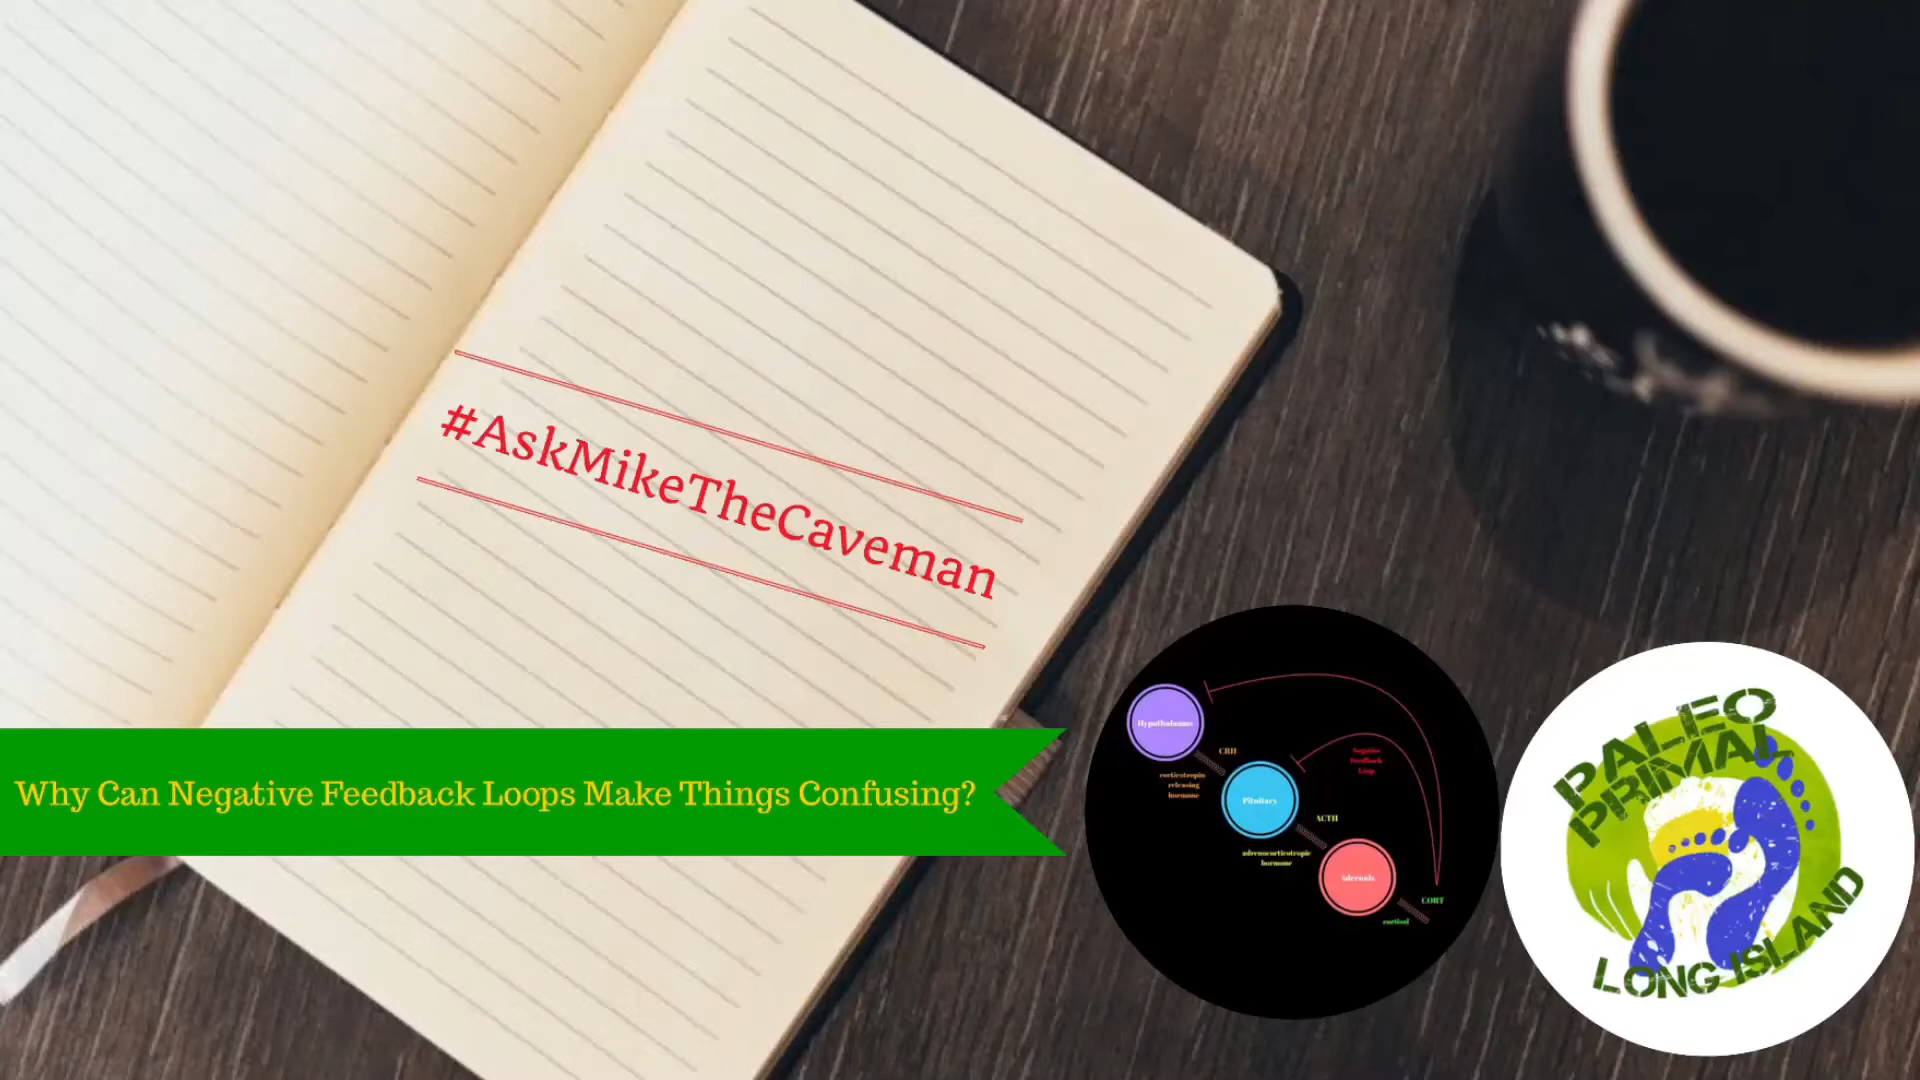 #AskMikeTheCaveman
Why Can Negative Feedback Loops Make Things Confusing?
Hypothalamus
CRH
corticotropin
releasing
hormone
Negative
Feedback
Loop
Pituitary
ACTH
adrenocorticotropic
hormone
Adrenals
CORT
cortisol
PALEO
PRIMAL
LONG ISLAND